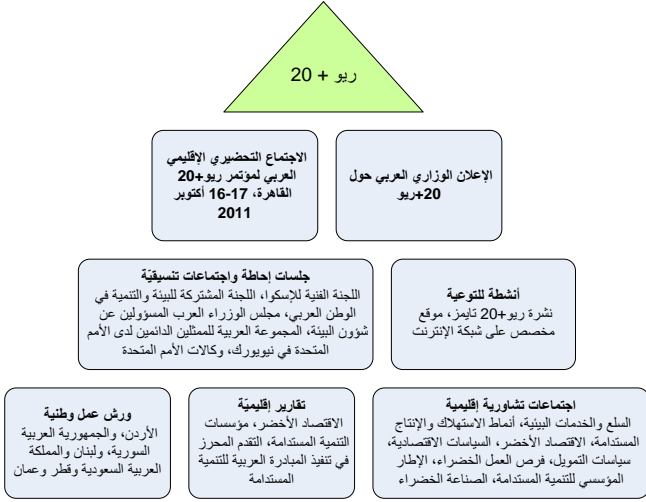 ريو + 20
الإعلان الوزاري العربي حول
ريو+20
الاجتماع التحضيري الإقليمي
العربي لمؤتمر ريو+20
القاهرة، 17-16 أكتوبر
2011
أنشطة للتوعية
نشرة ريو+20 تايمز، موقع
مخصص على شبكة الإنترنت
جلسات إحاطة واجتماعات تنسيقيّة
اللجنة الفنية للإسكوا، اللجنة المشتركة للبيئة والتنمية في
الوطن العربي، مجلس الوزراء العرب المسؤولين عن
شؤون البيئة، المجموعة العربية للممثلين الدائمين لدى الأمم
المتحدة في نيويورك، وكالات الأمم المتحدة
اجتماعات تشاورية إقليمية
السلع والخدمات البيئية، أنماط الاستهلاك والإنتاج
المستدامة، الاقتصاد الأخضر، السياسات الاقتصادية،
سياسات التمويل، فرص العمل الخضراء، الإطار
المؤسسي للتنمية المستدامة، الصناعة الخضراء
تقارير إقليميّة
الاقتصاد الأخضر، مؤسسات
التنمية المستدامة، التقدم المحرز
في تنفيذ المبادرة العربية للتنمية
المستدامة
ورش عمل وطنية
الأردن، والجمهورية العربية
السورية، ولبنان والمملكة
العربية السعودية وقطر وعمان